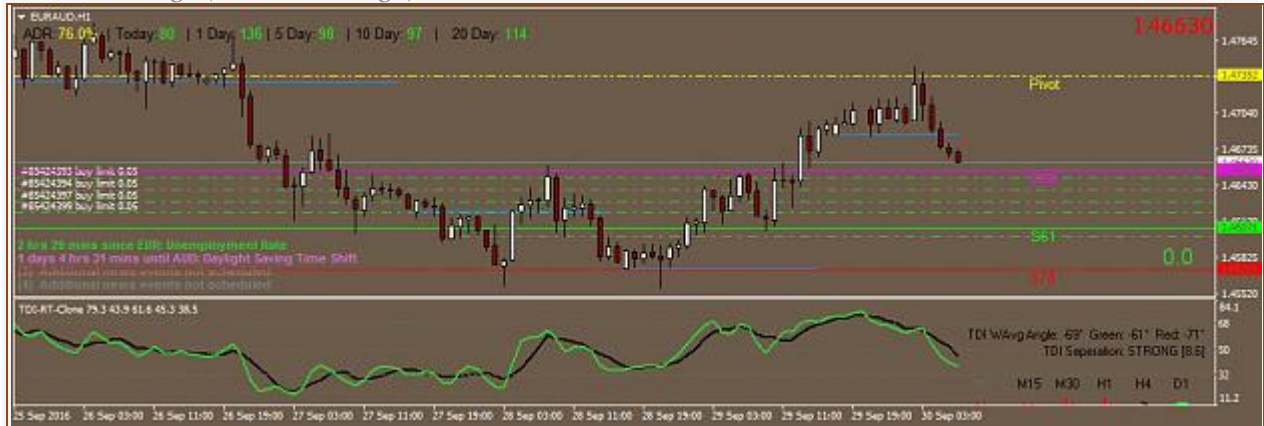 EURAUD,H1
ADR: 76.0% | Today: 80 | 1 Day: 136 | 5 Day: 98 | 10 Day: 97 | 20 Day: 114
1.46630
1.47645
1.47352
Pivot
1.47040
1.46735
#85424393 buy limit 0.05
#85424394 buy limit 0.05
#85424397 buy limit 0.05
#85424399 buy limit 0.05
1.46430
S61
2 hrs 29 mins since EUR: Unemployment Rate
1 days 4 hrs 31 mins until AUD: Daylight Saving Time Shift
(3) Additional news events not scheduled
(4) Additional news events not scheduled
0.0
1.45825
S78
1.45520
TDI-RT-Clone 79.3 43.9 61.6 45.3 38.5
84.1
68
TDI WAvg Angle: -69° Green: -61° Red: -71°
TDI Seperation: STRONG [8.6]
50
32
M15 M30 H1 H4 D1
11.2
25 Sep 2016 26 Sep 03:00 26 Sep 11:00 26 Sep 19:00 27 Sep 03:00 27 Sep 11:00 27 Sep 19:00 28 Sep 03:00 28 Sep 11:00 28 Sep 19:00 29 Sep 03:00 29 Sep 11:00 29 Sep 19:00 30 Sep 03:00